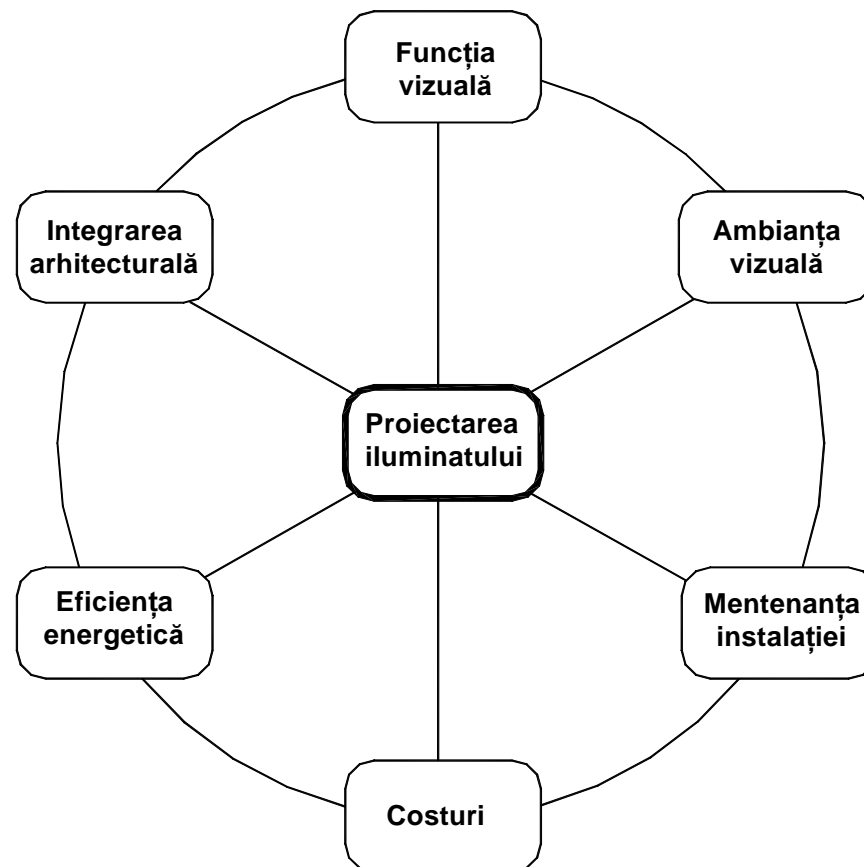 Funcția
vizuală
Integrarea
arhitecturală
Ambianța
vizuală
Proiectarea
iluminatului
Eficiența
energetică
Mentenanța
instalației
Costuri